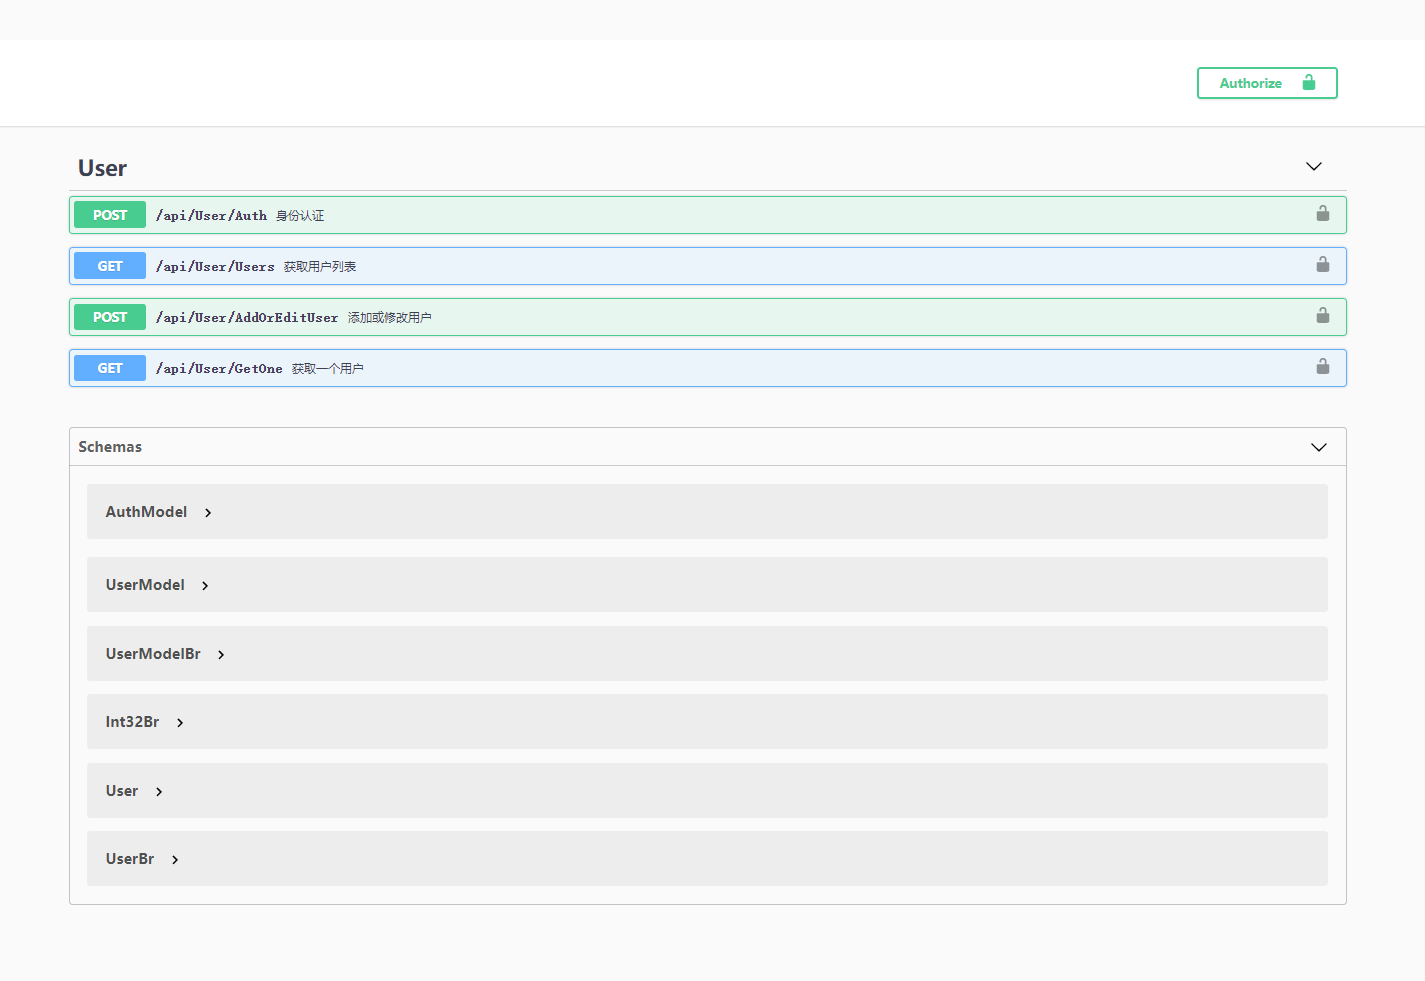 Authorize
User
POST /api/User/Auth 身份认证
GET /api/User/Users 获取用户列表
POST /api/User/AddOrEditUser 添加或修改用户
GET /api/User/GetOne 获取一个用户
Schemas
AuthModel
UserModel
UserModelBr
Int32Br
User
UserBr